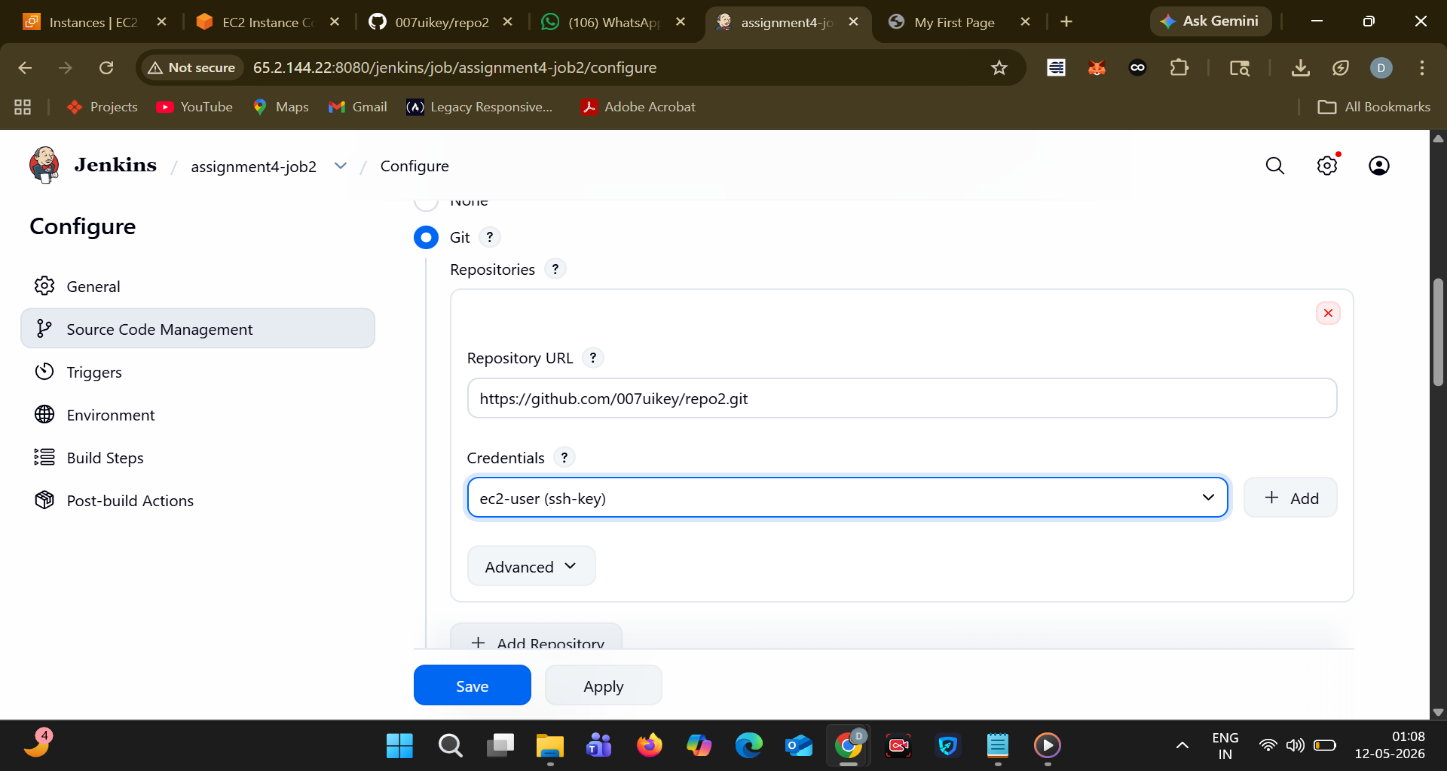 Instances | EC2
EC2 Instance Co
007uikey/repo2
(106) WhatsApp
assignment4-jo
My First Page
Ask Gemini
Not secure
65.2.144.22:8080/jenkins/job/assignment4-job2/configure
D
Projects
YouTube
Maps
Gmail
Legacy Responsive...
Adobe Acrobat
All Bookmarks
Jenkins / assignment4-job2 / Configure
Configure
General
Source Code Management
Triggers
Environment
Build Steps
Post-build Actions
None
Git ?
Repositories ?
Repository URL ?
https://github.com/007uikey/repo2.git
Credentials ?
ec2-user (ssh-key)
+ Add
Advanced
+ Add Repository
Save
Apply
4
D
ENG
IN
01:08
12-05-2026